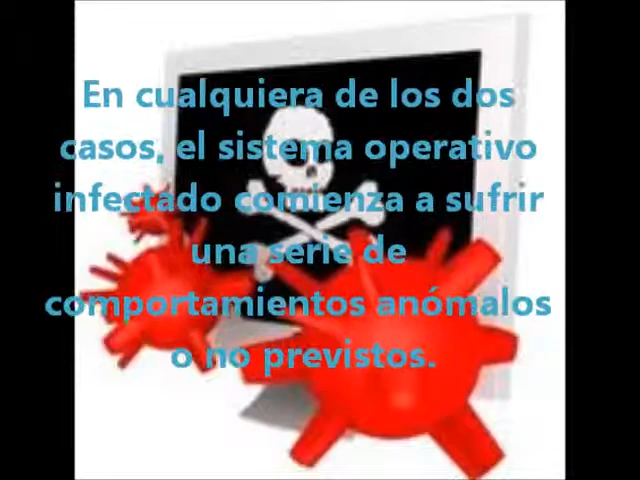 En cualquiera de los dos
casos, el sistema operativo
infectado comienza a sufrir
una serie de
comportamientos anómalos
o no previstos.